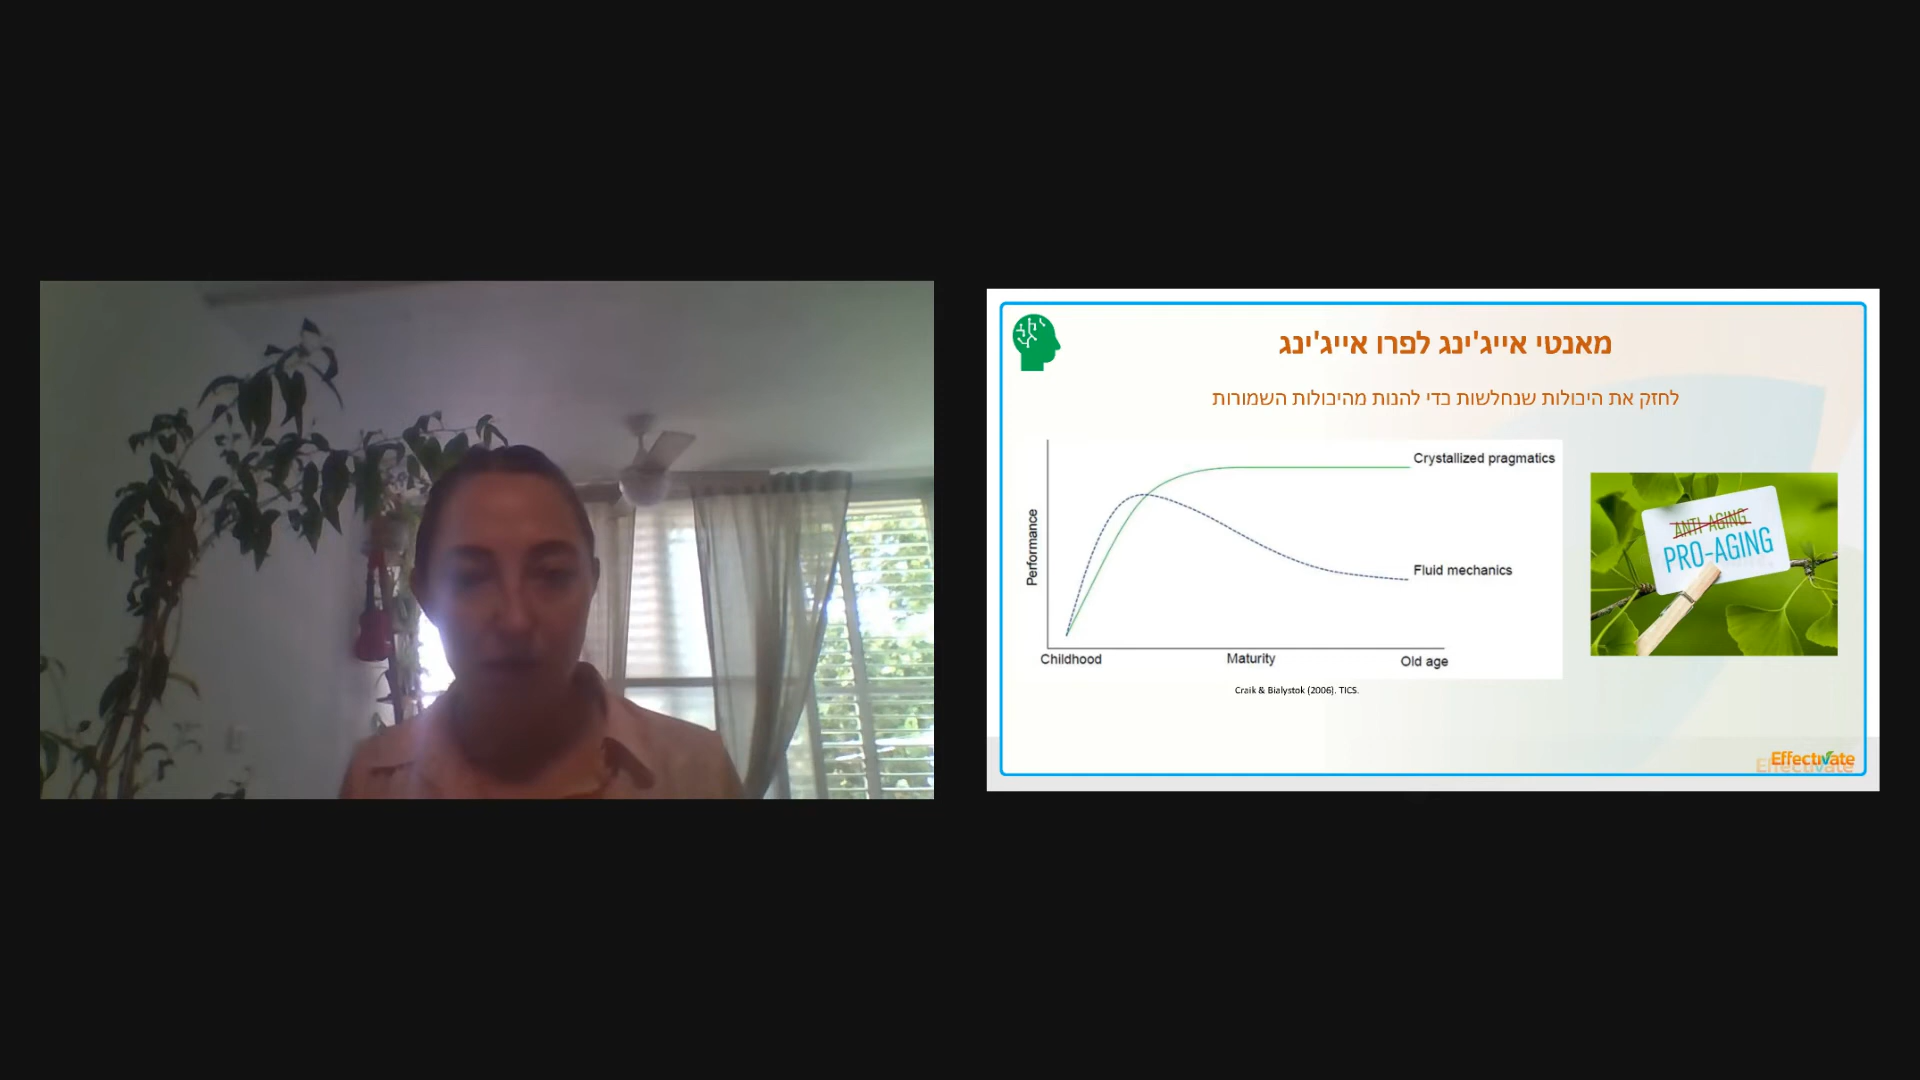 מאנטי אייג'ינג לפרו אייג'ינג
לחזק את היכולות שנחלשות כדי להנות מהיכולות השמורות
Performance
Crystallized pragmatics
Fluid mechanics
Childhood
Maturity
Old age
Craik & Bialystok (2006). TICS.
ANTI-AGING
PRO-AGING
Effectivate
Effectivate